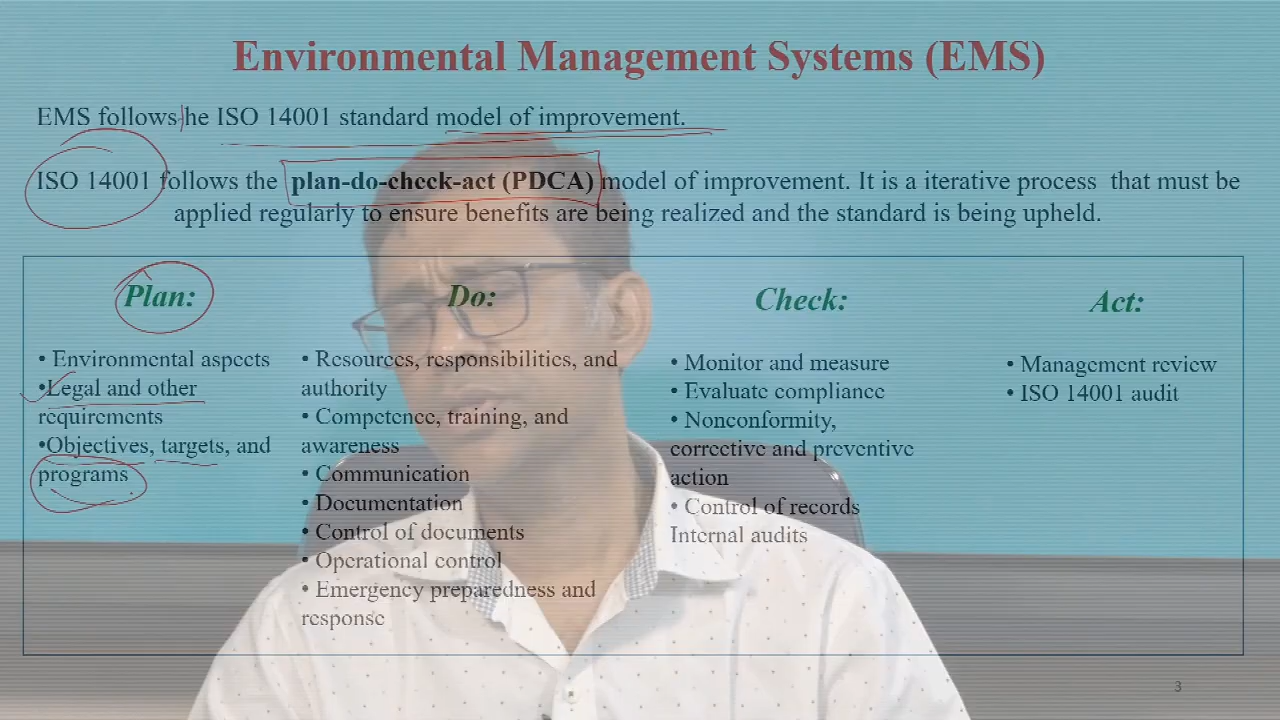 Environmental Management Systems (EMS)
EMS follows he ISO 14001 standard model of improvement.
ISO 14001 follows the plan-do-check-act (PDCA) model of improvement. It is a iterative process that must be
applied regularly to ensure benefits are being realized and the standard is being upheld.
Plan:
• Environmental aspects
•Legal and other
requirements
•Objectives, targets, and
programs
Do:
• Resources, responsibilities, and
authority
• Competence, training, and
awareness
• Communication
• Documentation
• Control of documents
• Operational control
• Emergency preparedness and
response
Check:
• Monitor and measure
• Evaluate compliance
• Nonconformity,
corrective and preventive
action
• Control of records
Internal audits
Act:
• Management review
• ISO 14001 audit
3